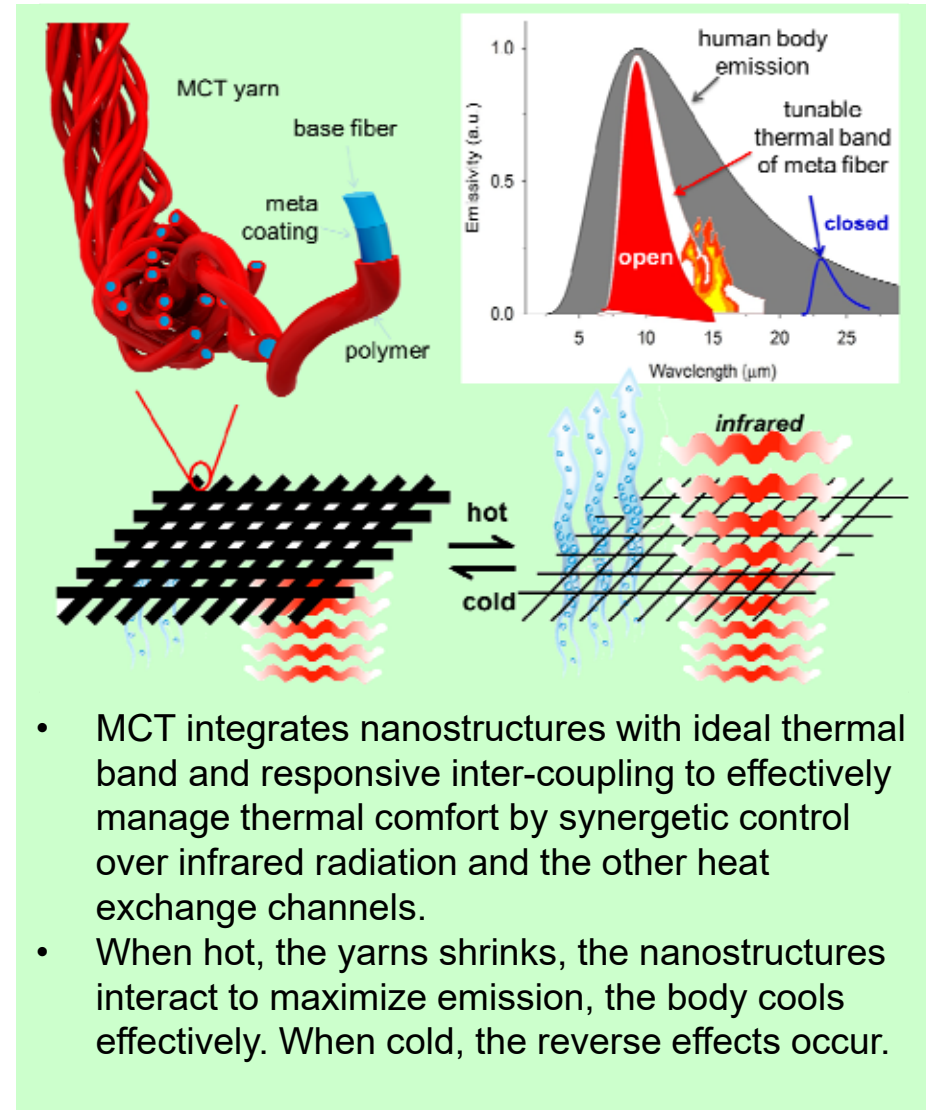 MCT yarn
base fiber
meta
coating
polymer
human body
emission
tunable
thermal band
of meta fiber
closed
open
Emissivity (a.u)
1.0
0.5
0.0
5
10
15
20
25
Wavelength (μm)
infrared
hot
cold
• MCT integrates nanostructures with ideal thermal
band and responsive inter-coupling to effectively
manage thermal comfort by synergetic control
over infrared radiation and the other heat
exchange channels.
• When hot, the yarns shrinks, the nanostructures
interact to maximize emission, the body cools
effectively. When cold, the reverse effects occur.